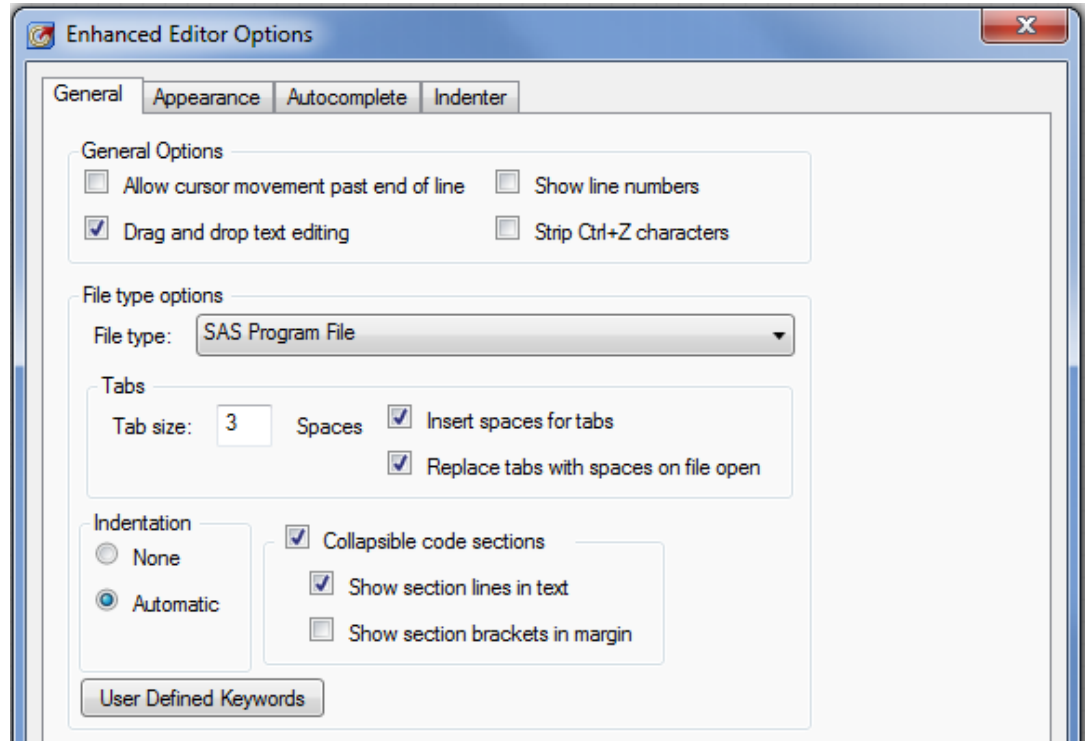 Enhanced Editor Options
General Appearance Autocomplete Indenter
General Options
Allow cursor movement past end of line Show line numbers
Drag and drop text editing Strip Ctrl+Z characters
File type options
File type: SAS Program File
Tabs
Tab size: 3 Spaces Insert spaces for tabs
Replace tabs with spaces on file open
Indentation
Collapsible code sections
None
Show section lines in text
Automatic
Show section brackets in margin
User Defined Keywords